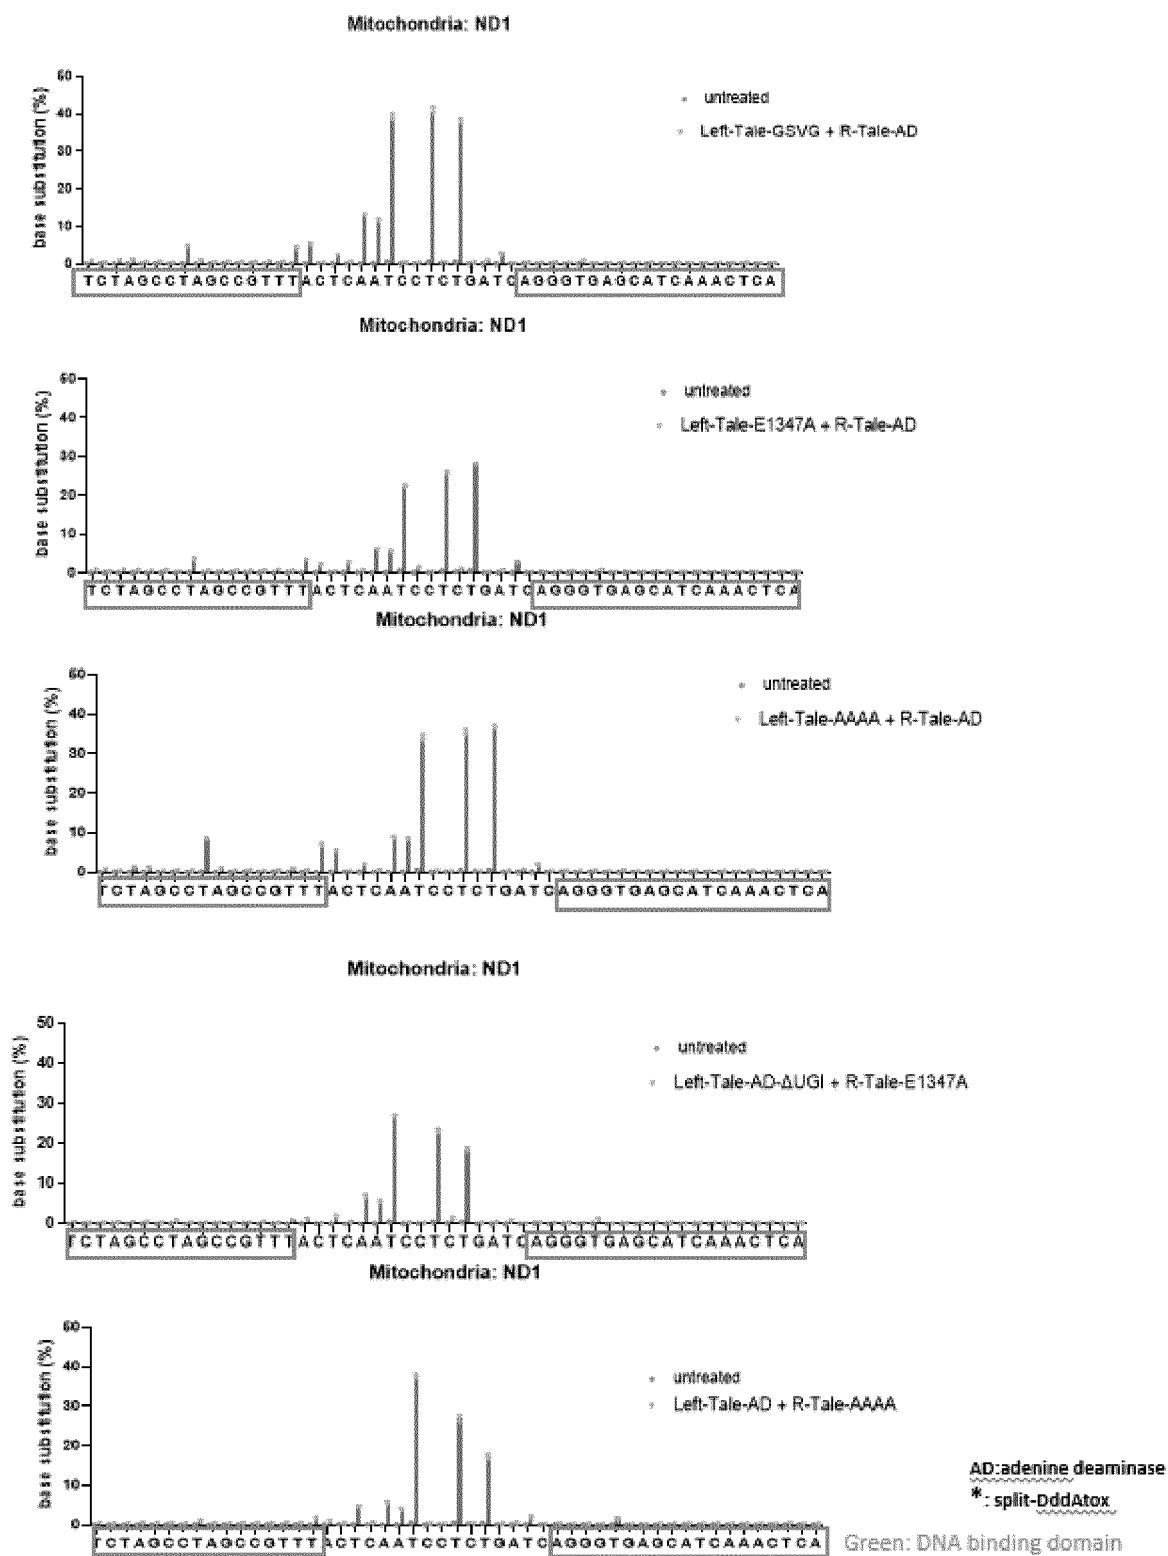 Mitochondria: ND1
base substitution (%)
60
40
30
20
10
0
untreated
Left-Tale-GSVG + R-Tale-AD
TCTAGCCTAGCCGTTTACTCAATCCTCTGATCAGGGTGAGCATCAAACTCA
Mitochondria: ND1
base substitution (%)
50
40
30
20
10
0
untreated
Left-Tale-E1347A + R-Tale-AD
TCTAGCCTAGCCGTTTACTCAATCCTCTGATCAGGGTGAGCATCAAACTCA
Mitochondria: ND1
base substitution (%)
50
40
30
20
10
0
untreated
Left-Tale-AAAA + R-Tale-AD
TCTAGCCTAGCCGTTTACTCAATCCTCTGATCAGGGTGAGCATCAAACTCA
Mitochondria: ND1
base substitution (%)
50
40
30
20
10
0
untreated
Left-Tale-AD-ΔUGI + R-Tale-E1347A
TCTAGCCTAGCCGTTTACTCAATCCTCTGATCAGGGTGAGCATCAAACTCA
Mitochondria: ND1
base substitution (%)
50
40
30
20
10
0
untreated
Left-Tale-AD + R-Tale-AAAA
TCTAGCCTAGCCGTTTACTCAATCCTCTGATCAGGGTGAGCATCAAACTCA
AD:adenine deaminase
*: split-DddAtox
Green: DNA binding domain